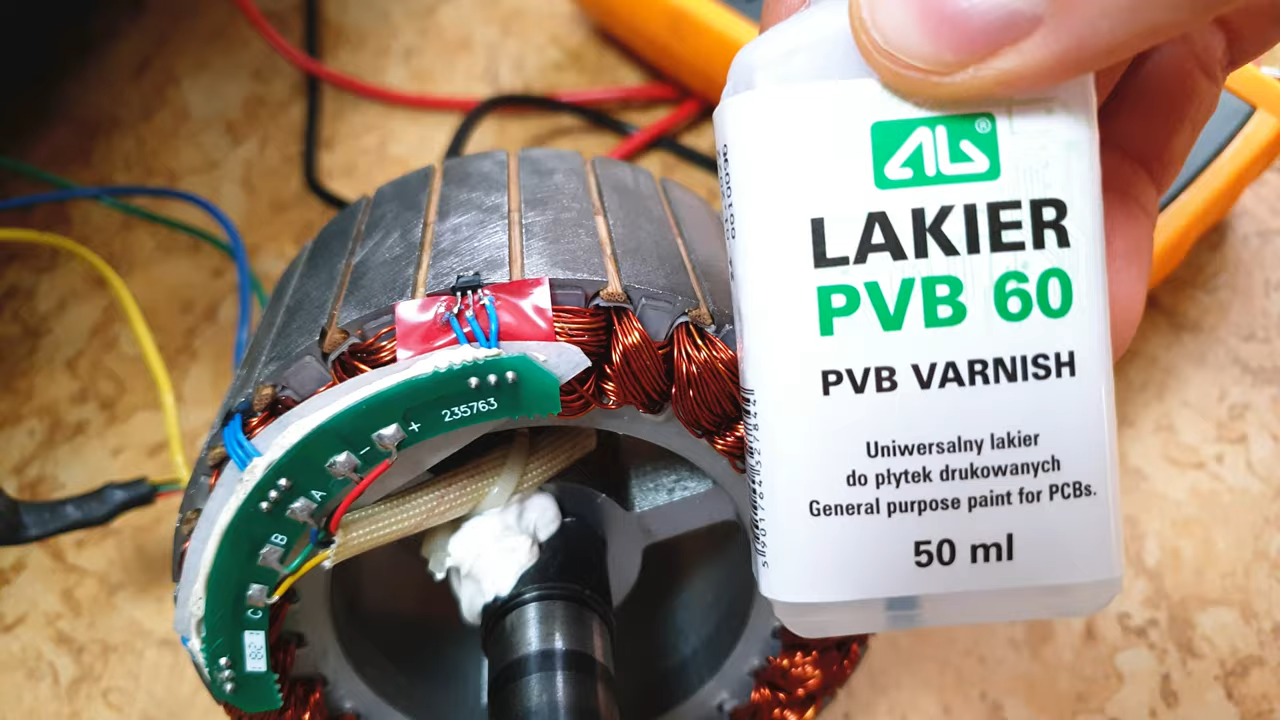 AG®
LAKIER
PVB 60
PVB VARNISH
Uniwersalny lakier
do płytek drukowanych
General purpose paint for PCBs.
50 ml
235763
+
-
A
B
C